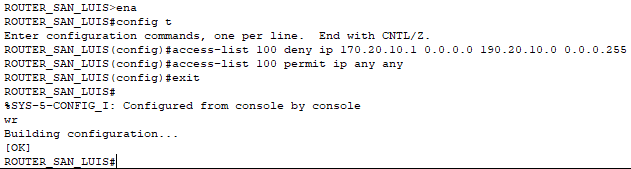 ROUTER_SAN_LUIS>ena
ROUTER_SAN_LUIS#config t
Enter configuration commands, one per line.  End with CNTL/Z.
ROUTER_SAN_LUIS(config)#access-list 100 deny ip 170.20.10.1 0.0.0.0 190.20.10.0 0.0.0.255
ROUTER_SAN_LUIS(config)#access-list 100 permit ip any any
ROUTER_SAN_LUIS(config)#exit
ROUTER_SAN_LUIS#
%SYS-5-CONFIG_I: Configured from console by console
wr
Building configuration...
[OK]
ROUTER_SAN_LUIS#